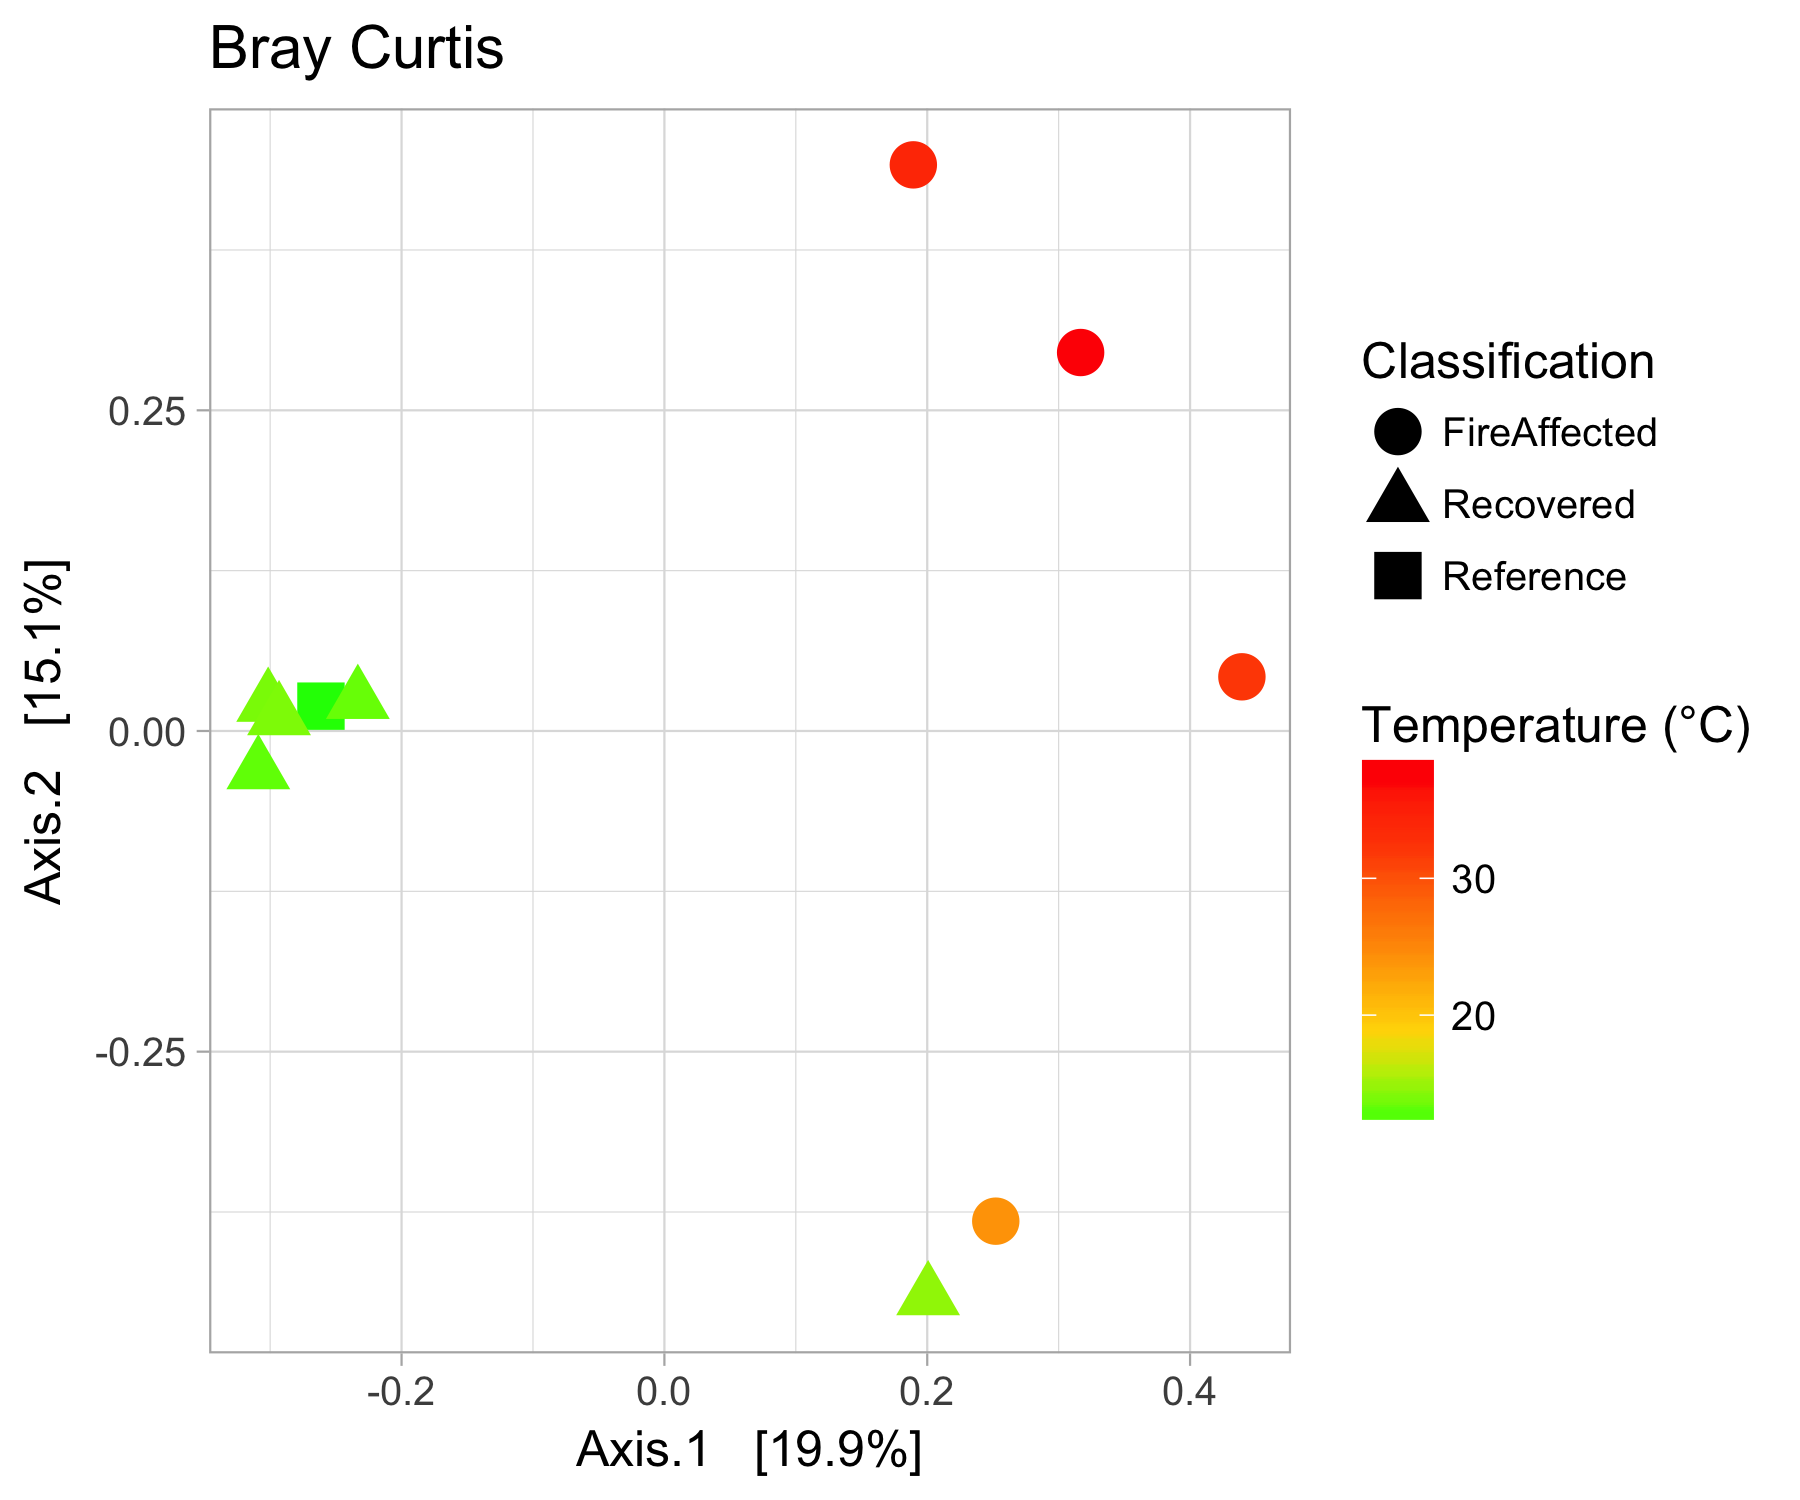 Bray Curtis
Axis.2   [15.1%]
0.25
0.00
-0.25
-0.2
0.0
0.2
0.4
Axis.1   [19.9%]
Classification
FireAffected
Recovered
Reference
Temperature (°C)
30
20